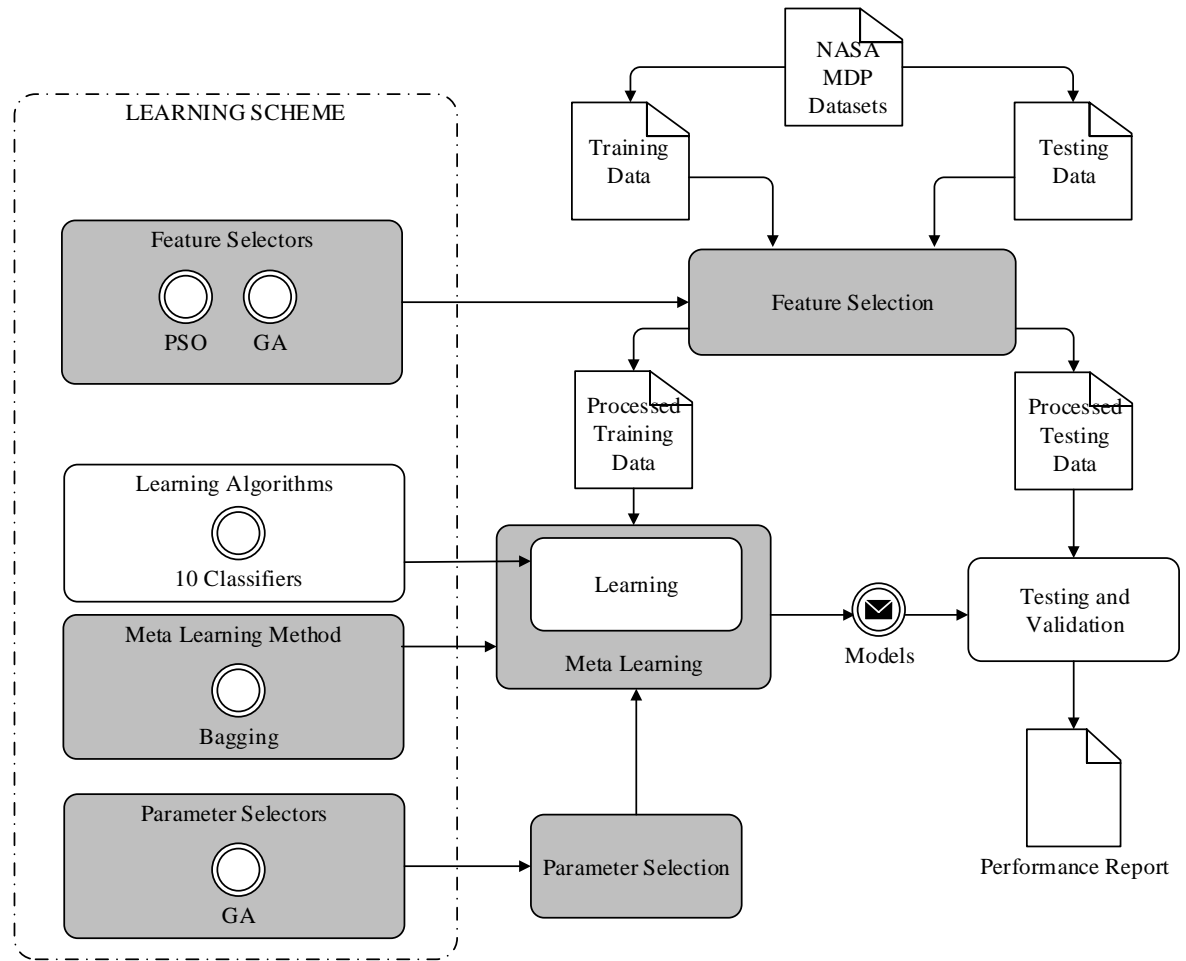 NASA
MDP
Datasets
LEARNING SCHEME
Training
Data
Testing
Data
Feature Selectors
PSO
GA
Feature Selection
Processed
Training
Data
Processed
Testing
Data
Learning Algorithms
10 Classifiers
Learning
Meta Learning
Models
Testing and
Validation
Meta Learning Method
Bagging
Parameter Selectors
GA
Parameter Selection
Performance Report